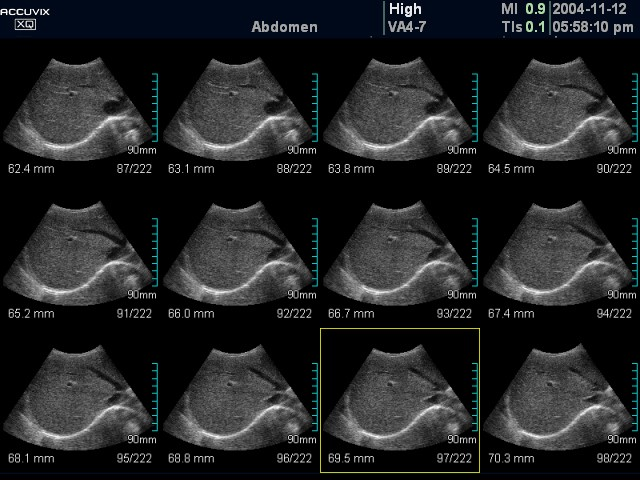 ACCUVIX
XQ
Abdomen
High
VA4-7
MI 0.9
TIs 0.1
2004-11-12
05:58:10 pm
90mm
62.4 mm 87/222
90mm
63.1 mm 88/222
90mm
63.8 mm 89/222
90mm
64.5 mm 90/222
90mm
65.2 mm 91/222
90mm
66.0 mm 92/222
90mm
66.7 mm 93/222
90mm
67.4 mm 94/222
90mm
68.1 mm 95/222
90mm
68.8 mm 96/222
90mm
69.5 mm 97/222
90mm
70.3 mm 98/222